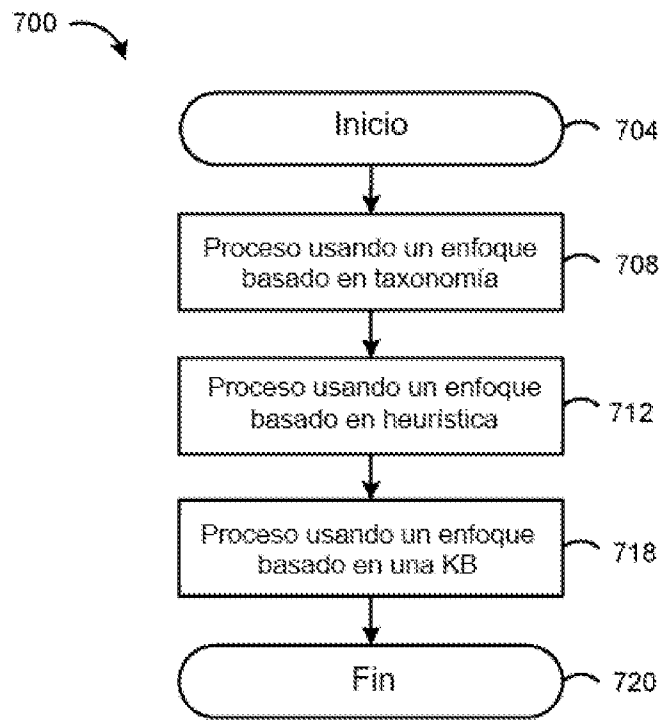 700
Inicio
704
Proceso usando un enfoque
basado en taxonomía
708
Proceso usando un enfoque
basado en heurística
712
Proceso usando un enfoque
basado en una KB
718
Fin
720